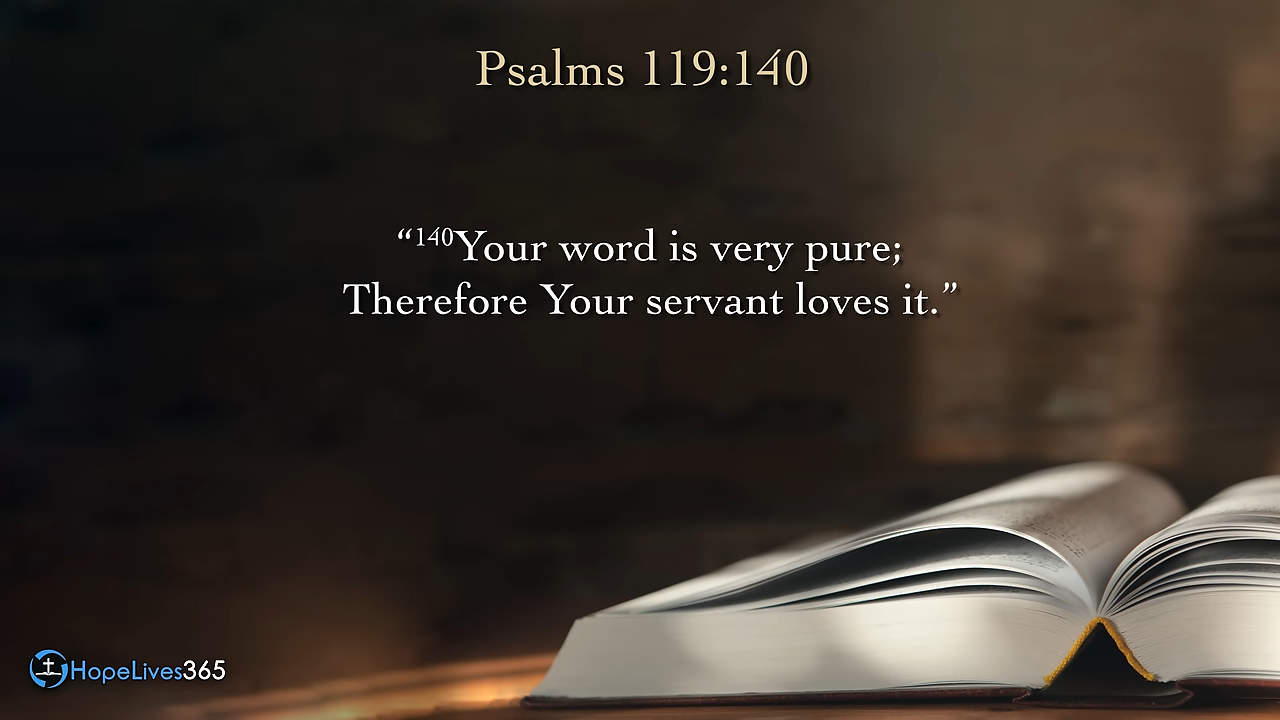 Psalms 119:140
“140Your word is very pure;
Therefore Your servant loves it.”
HopeLives365